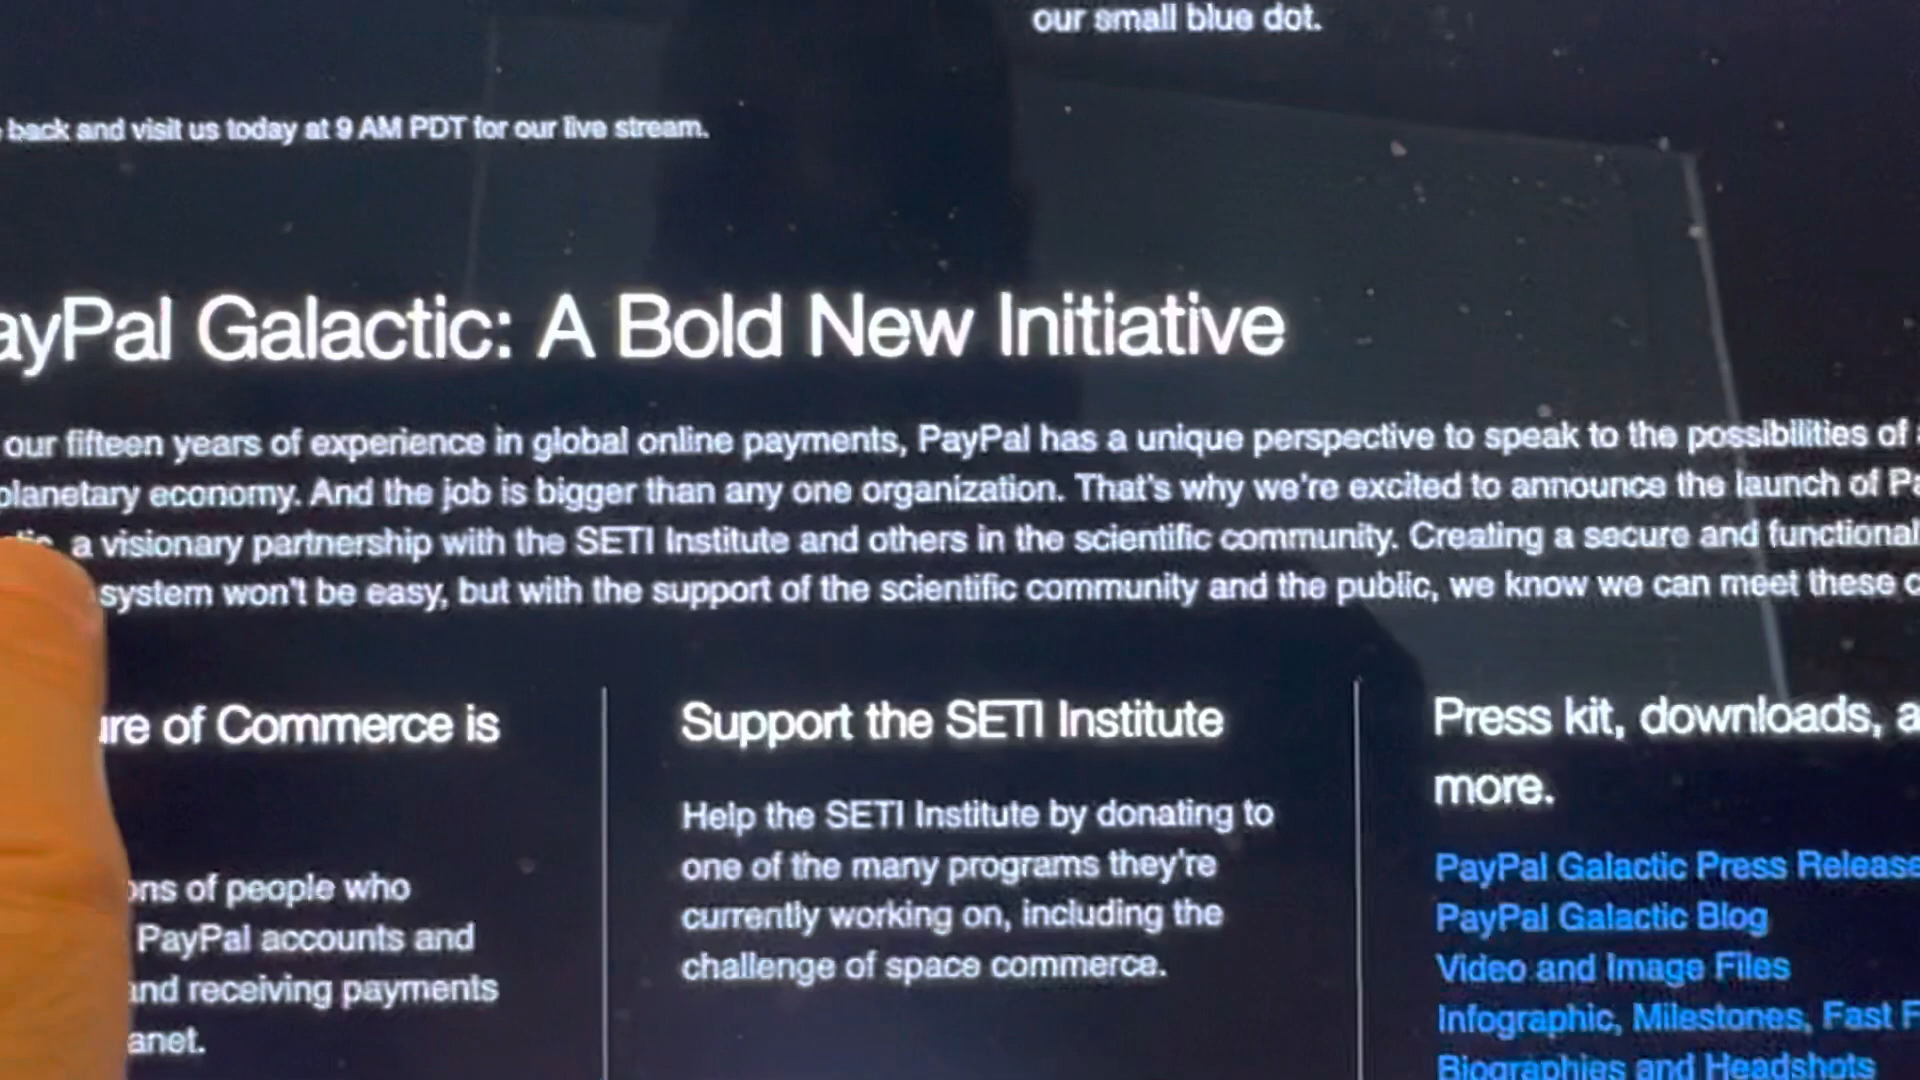 our small blue dot.
back and visit us today at 9 AM PDT for our live stream.
ayPal Galactic: A Bold New Initiative
our fifteen years of experience in global online payments, PayPal has a unique perspective to speak to the possibilities of
planetary economy. And the job is bigger than any one organization. That's why we're excited to announce the launch of Pa
a visionary partnership with the SETI Institute and others in the scientific community. Creating a secure and functional
system won't be easy, but with the support of the scientific community and the public, we know we can meet these c
ure of Commerce is
ons of people who
PayPal accounts and
and receiving payments
anet.
Support the SETI Institute
Help the SETI Institute by donating to
one of the many programs they're
currently working on, including the
challenge of space commerce.
Press kit, downloads, a
more.
PayPal Galactic Press Release
PayPal Galactic Blog
Video and Image Files
Infographic, Milestones, Fast F
Biographies and Headshots